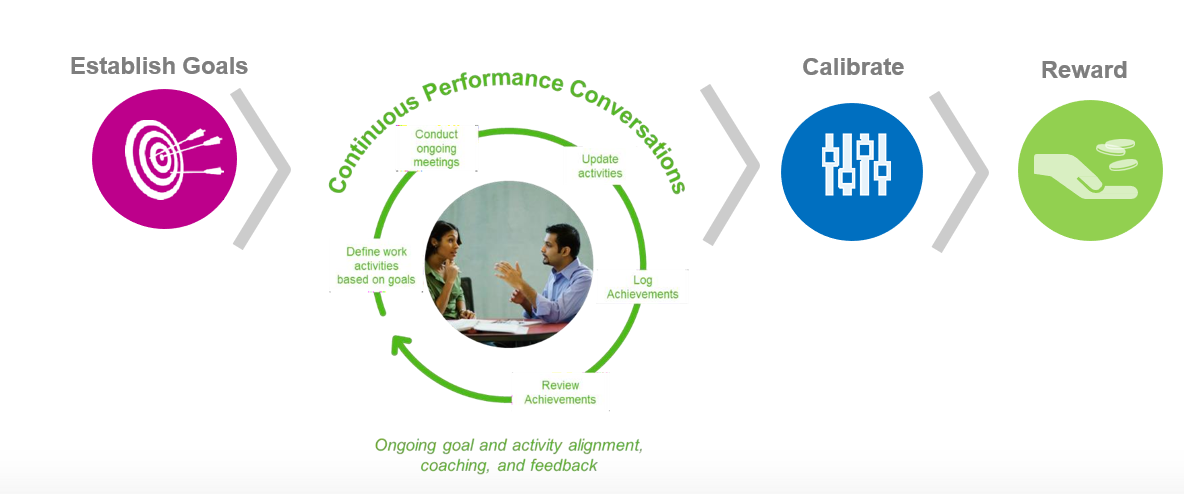 Establish Goals
Continuous Performance Conversations
Conduct
ongoing
meetings
Update
activities
Define work
activities
based on goals
Log
Achievements
Review
Achievements
Ongoing goal and activity alignment,
coaching, and feedback
Calibrate
Reward